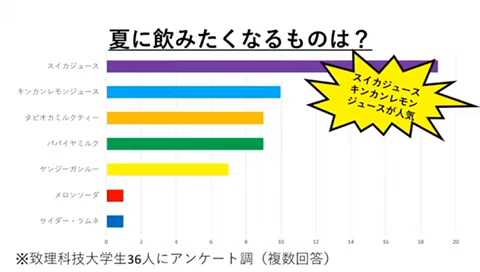 夏に飲みたくなるものは？
スイカジュース
キンカンレモンジュース
タピオカミルクティー
パパイヤミルク
ヤンジーガンルー
メロンソーダ
サイダー・ラムネ
スイカジュース
キンカンレモン
ジュースが人気
0 2 4 6 8 10 12 14 16 18 20
※致理科技大学生36人にアンケート調（複数回答）